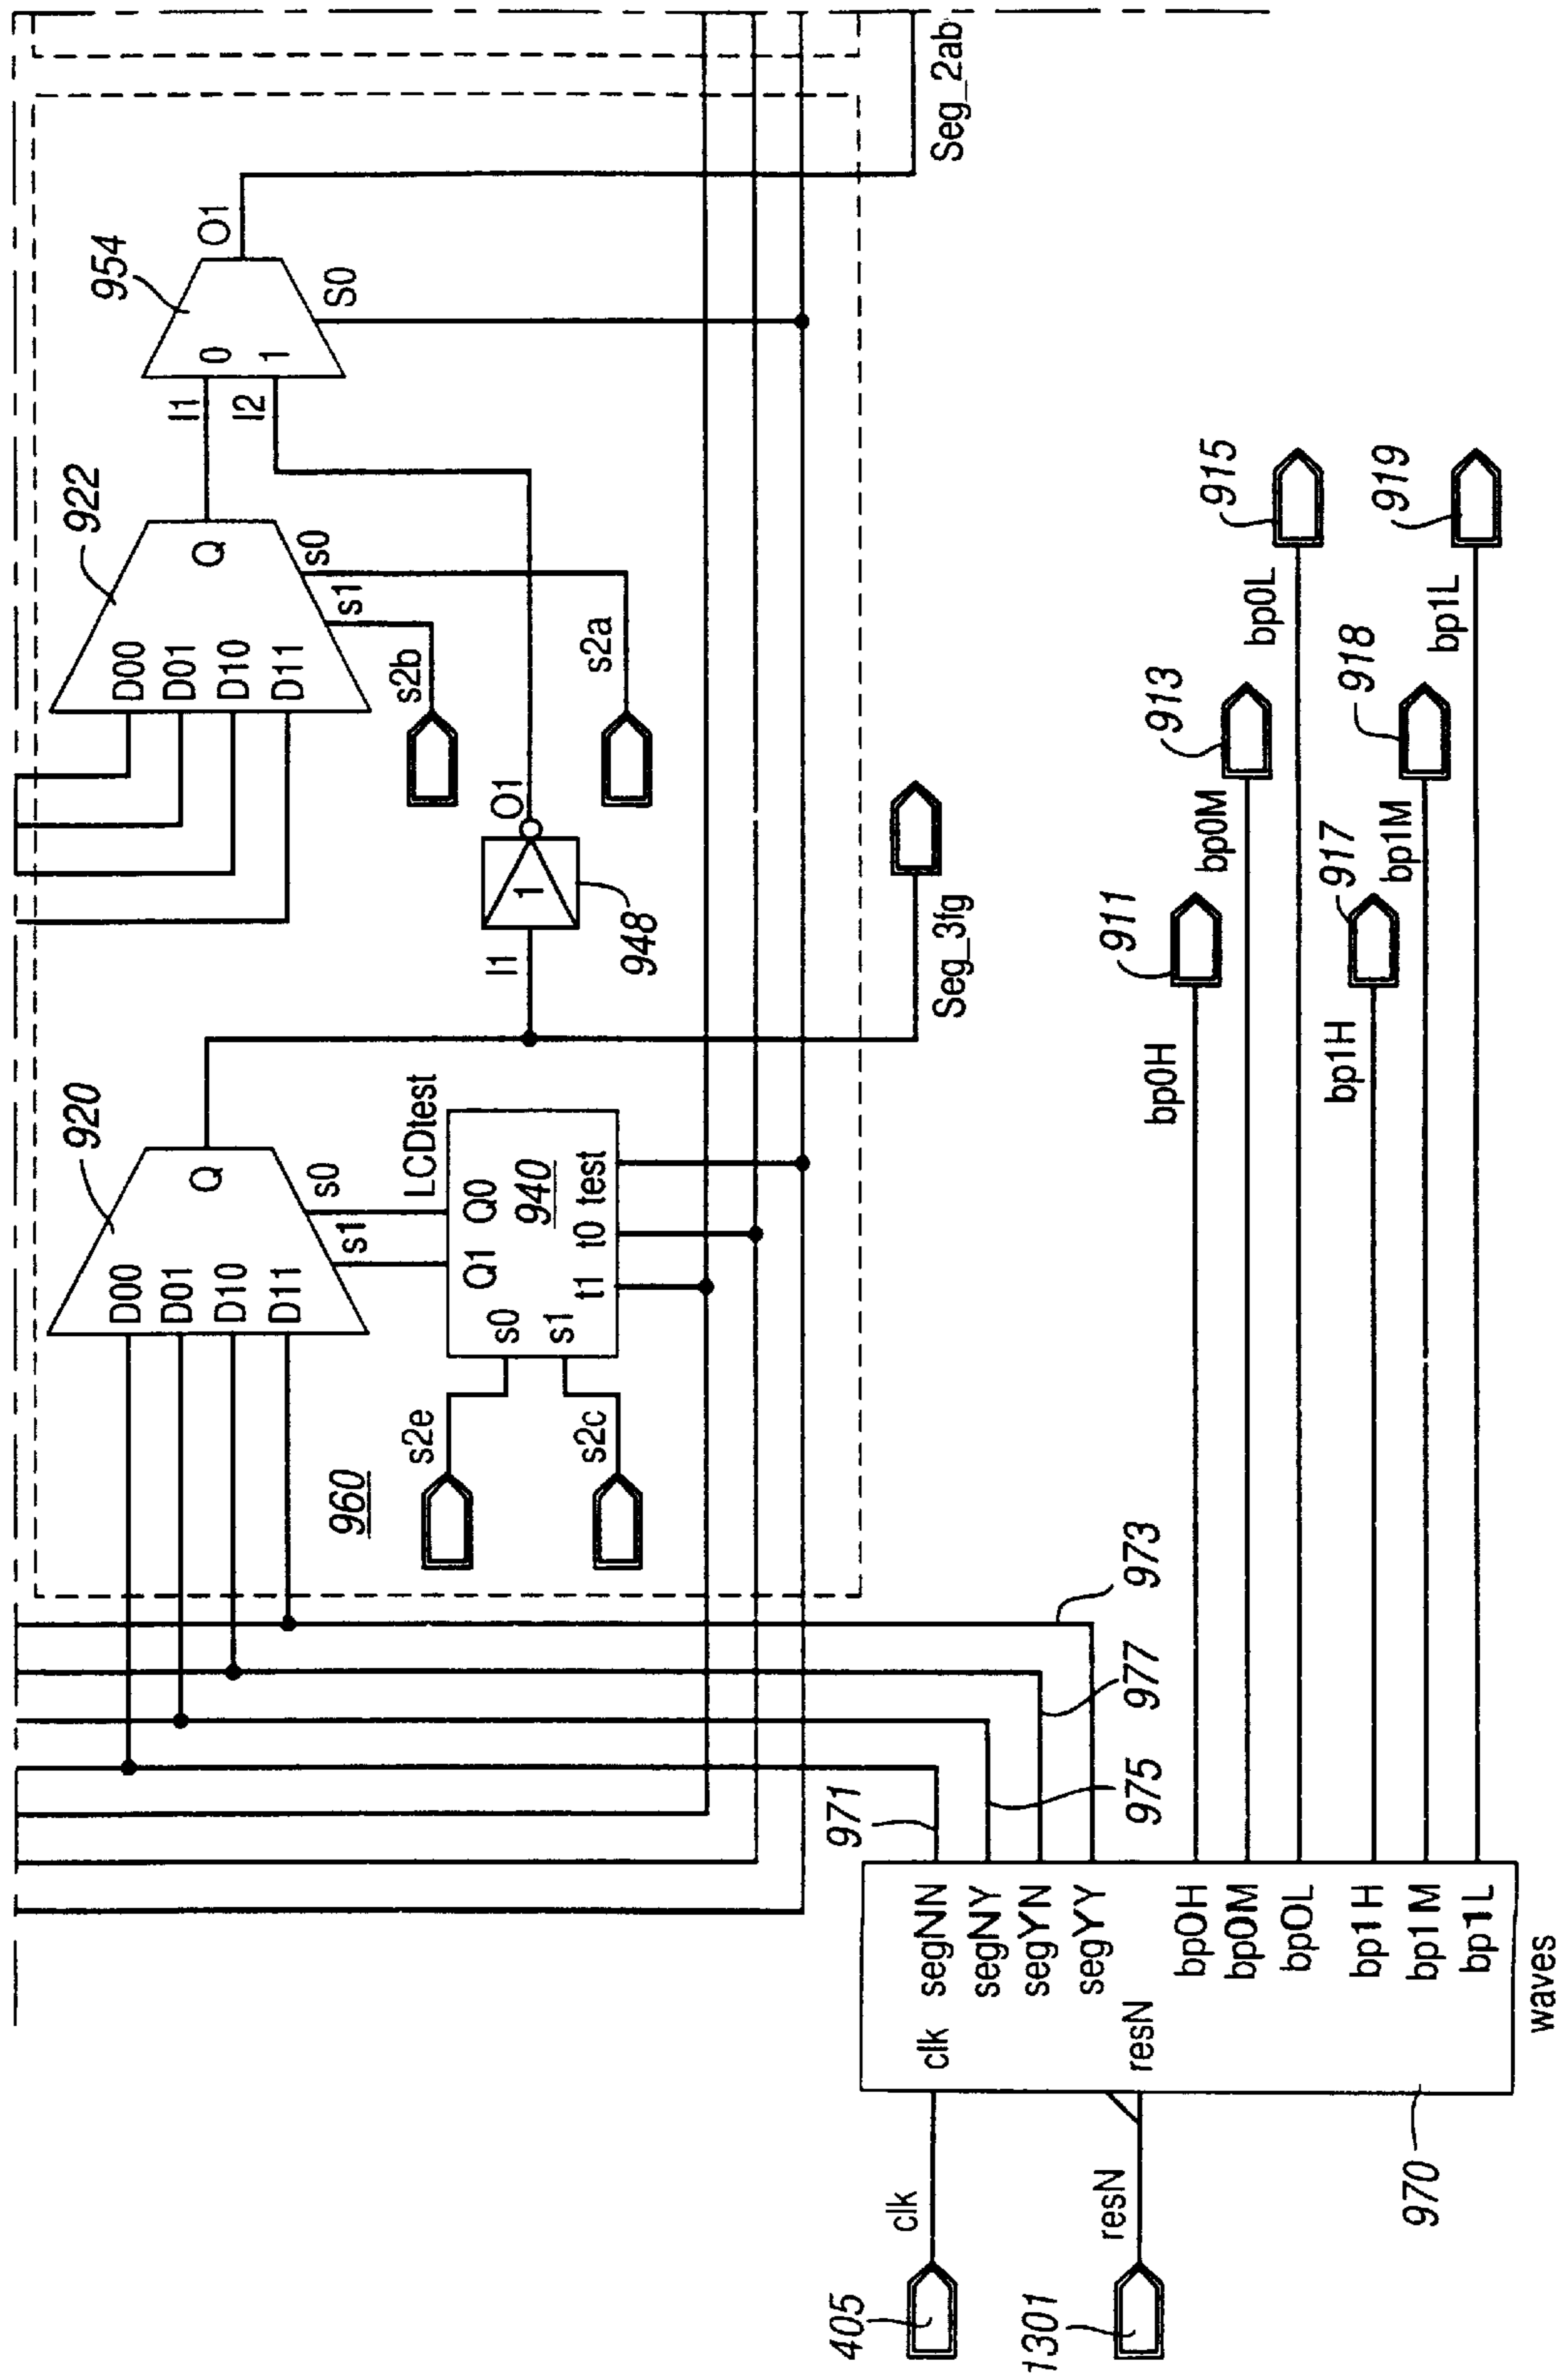 954
O1
0
1
S0
I1
I2
922
Q
D00
D01
D10
D11
s0
s1
s2b
s2a
O1
1
I1
948
Seg_2ab
920
Q
D00
D01
D10
D11
s0
s1
LCDtest
Q1
Q0
940
s0
s1
t1
t0
test
s2e
s2c
960
Seg_3fg
971
975
977
973
clk
segNN
segNY
segYN
segYY
resN
bp0H
bp0M
bp0L
bp1H
bp1M
bp1L
waves
970
405
clk
1301
resN
bp0H
911
bp0M
913
bp0L
915
bp1H
917
bp1M
918
bp1L
919